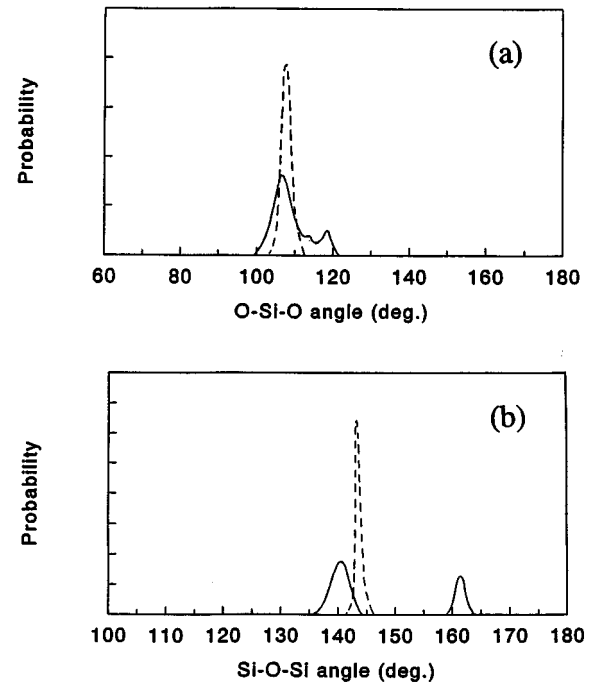 (a)
Probability
60 80 100 120 140 160 180
O-Si-O angle (deg.)
(b)
Probability
100 110 120 130 140 150 160 170 180
Si-O-Si angle (deg.)